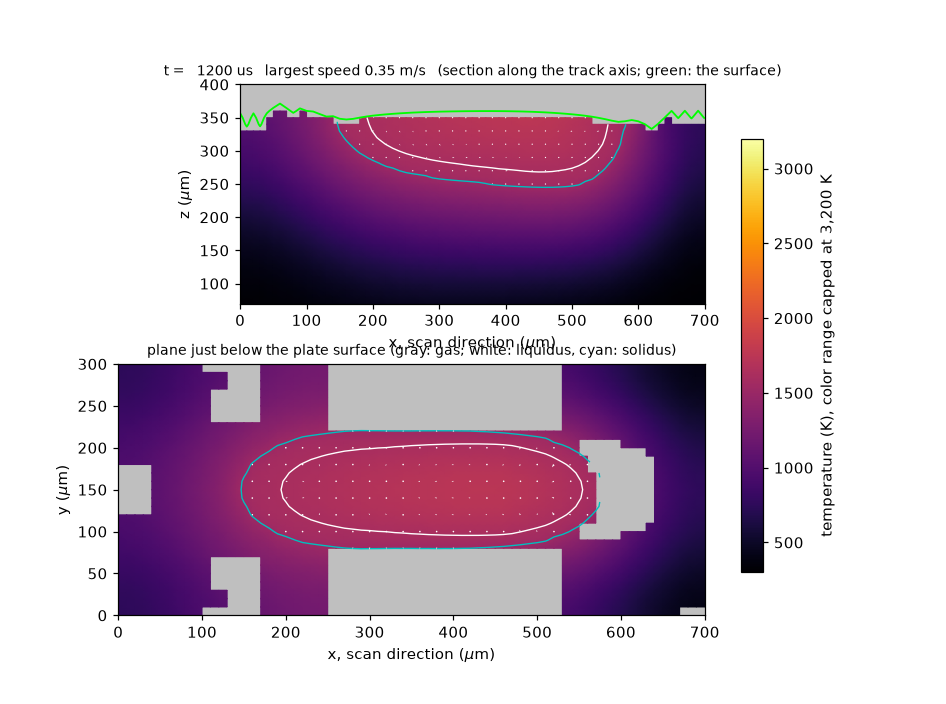 t =   1200 us   largest speed 0.35 m/s   (section along the track axis; green: the surface)
400
350
300
250
200
150
100
z (μm)
0 100 200 300 400 500 600 700
x, scan direction (μm)
plane just below the plate surface (gray: gas; white: liquidus, cyan: solidus)
300
250
200
150
100
50
0
y (μm)
0 100 200 300 400 500 600 700
x, scan direction (μm)
3000
2500
2000
1500
1000
500
temperature (K), color range capped at 3,200 K